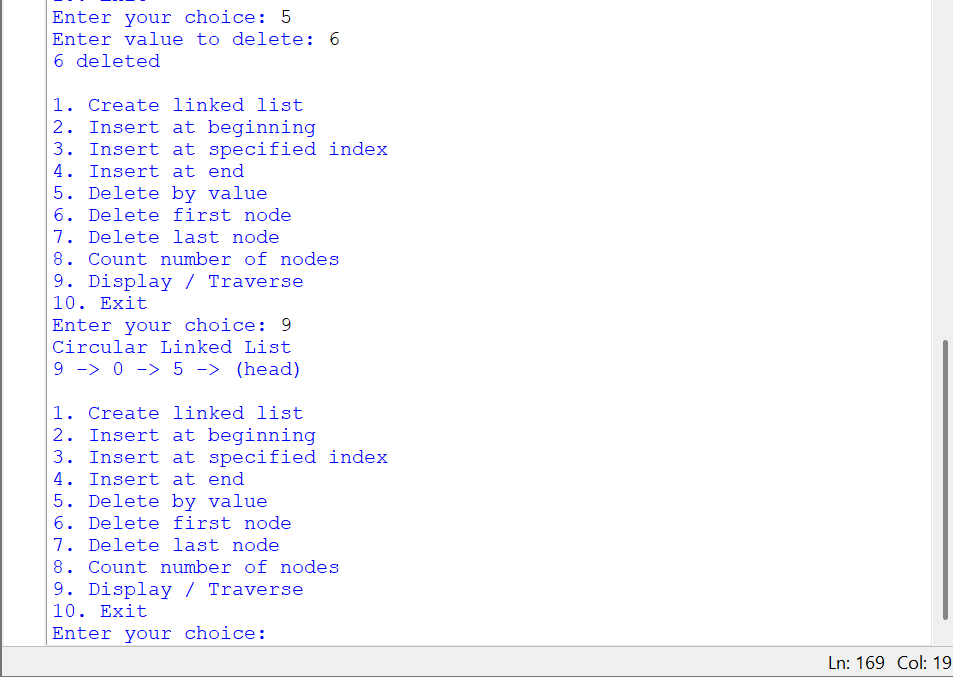 Enter your choice: 5
Enter value to delete: 6
6 deleted
1. Create linked list
2. Insert at beginning
3. Insert at specified index
4. Insert at end
5. Delete by value
6. Delete first node
7. Delete last node
8. Count number of nodes
9. Display / Traverse
10. Exit
Enter your choice: 9
Circular Linked List
9 -> 0 -> 5 -> (head)
1. Create linked list
2. Insert at beginning
3. Insert at specified index
4. Insert at end
5. Delete by value
6. Delete first node
7. Delete last node
8. Count number of nodes
9. Display / Traverse
10. Exit
Enter your choice:
Ln: 169 Col: 19